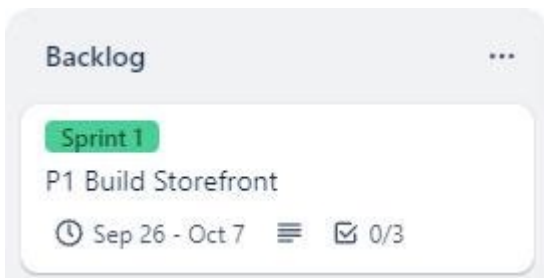 Backlog
Sprint 1
P1 Build Storefront
Sep 26 - Oct 7 0/3